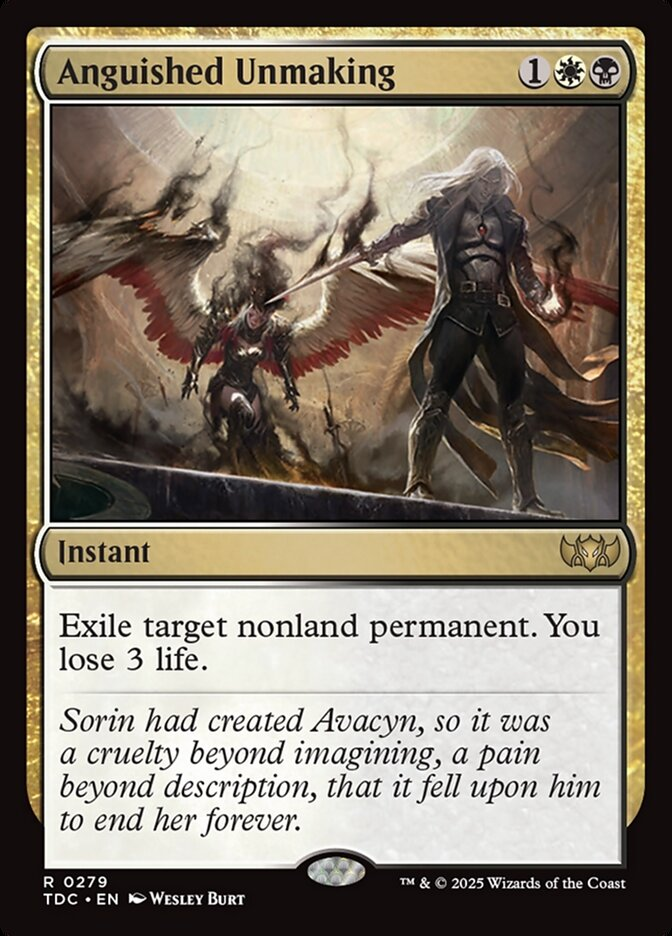 Anguished Unmaking 1
Instant
Exile target nonland permanent. You
lose 3 life.
Sorin had created Avacyn, so it was
a cruelty beyond imagining, a pain
beyond description, that it fell upon him
to end her forever.
R 0279
TDC • EN Wesley Burt
™ & © 2025 Wizards of the Coast